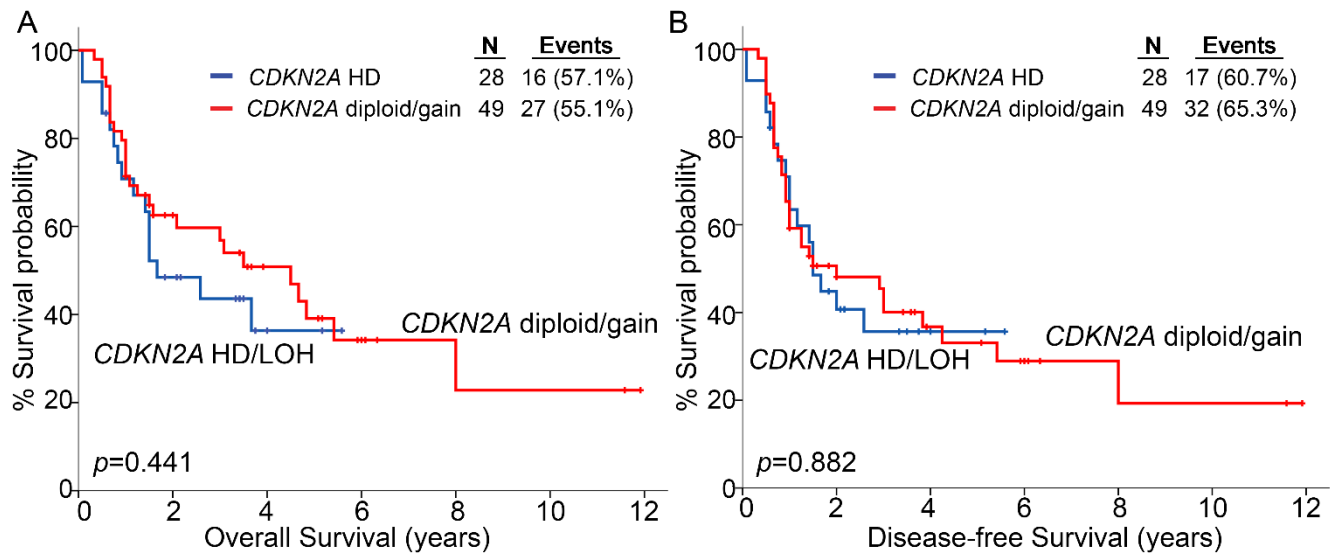 A
N Events
CDKN2A HD 28 16 (57.1%)
CDKN2A diploid/gain 49 27 (55.1%)
% Survival probability
100
80
60
40
20
0
CDKN2A diploid/gain
CDKN2A HD/LOH
p=0.441
2 4 6 8 10 12
Overall Survival (years)
B
N Events
CDKN2A HD 28 17 (60.7%)
CDKN2A diploid/gain 49 32 (65.3%)
% Survival probability
100
80
60
40
20
0
CDKN2A diploid/gain
CDKN2A HD/LOH
p=0.882
2 4 6 8 10 12
Disease-free Survival (years)